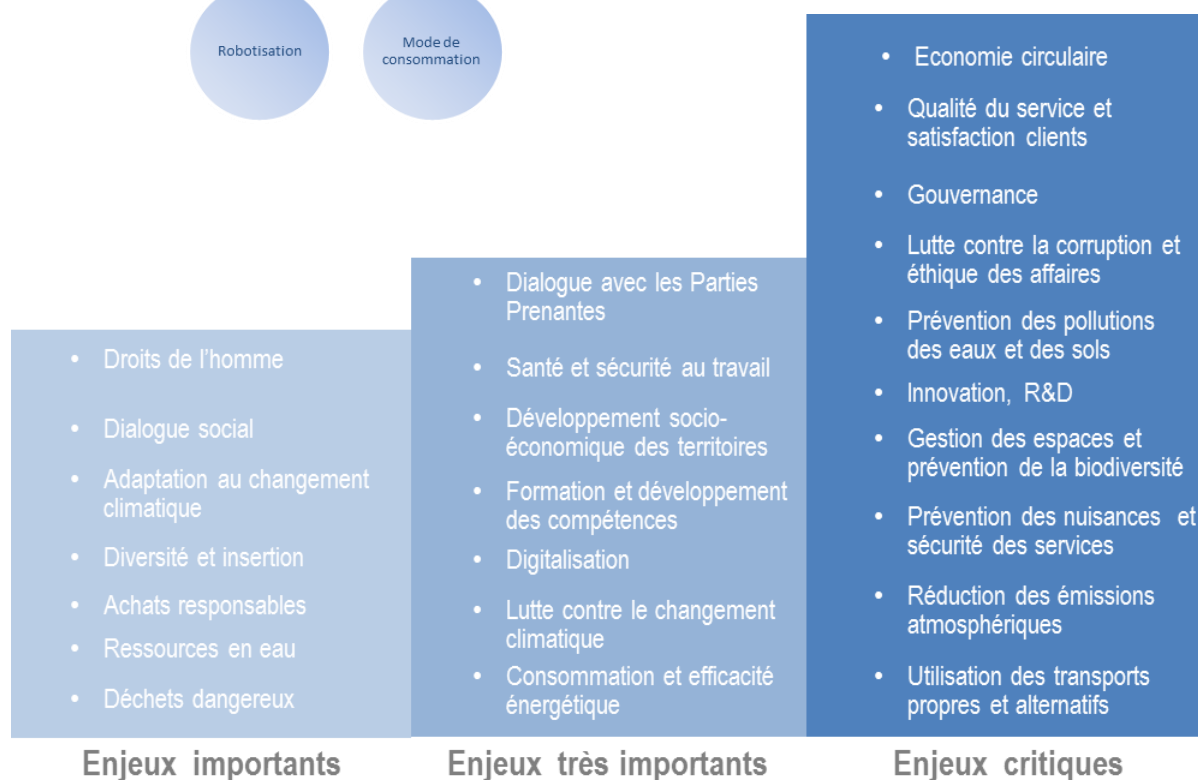 Robotisation
Mode de
consommation
• Droits de l’homme
• Dialogue social
• Adaptation au changement
climatique
• Diversité et insertion
• Achats responsables
• Ressources en eau
• Déchets dangereux
Enjeux importants
• Dialogue avec les Parties
Prenantes
• Santé et sécurité au travail
• Développement socio-
économique des territoires
• Formation et développement
des compétences
• Digitalisation
• Lutte contre le changement
climatique
• Consommation et efficacité
énergétique
Enjeux très importants
• Economie circulaire
• Qualité du service et
satisfaction clients
• Gouvernance
• Lutte contre la corruption et
éthique des affaires
• Prévention des pollutions
des eaux et des sols
• Innovation, R&D
• Gestion des espaces et
prévention de la biodiversité
• Prévention des nuisances et
sécurité des services
• Réduction des émissions
atmosphériques
• Utilisation des transports
propres et alternatifs
Enjeux critiques